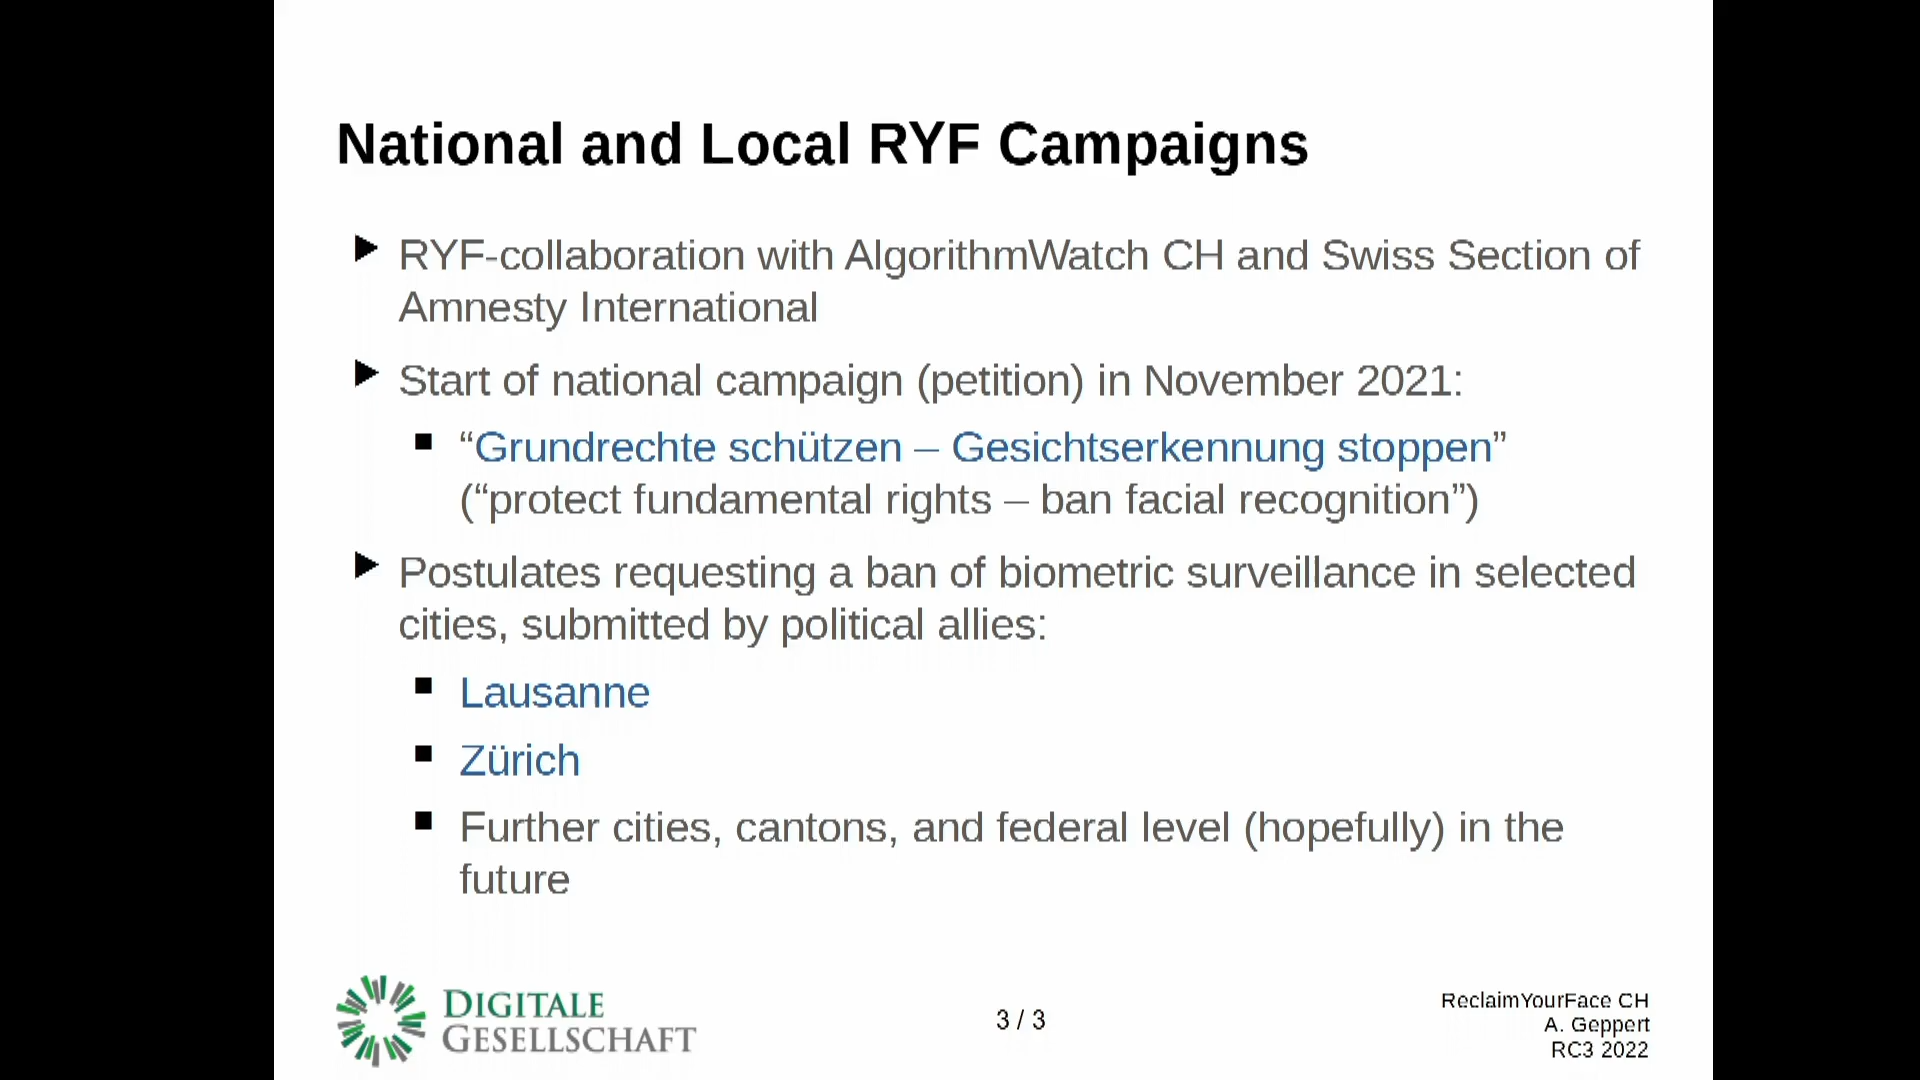 National and Local RYF Campaigns
RYF-collaboration with AlgorithmWatch CH and Swiss Section of
Amnesty International
Start of national campaign (petition) in November 2021:
“Grundrechte schützen – Gesichtserkennung stoppen”
(“protect fundamental rights – ban facial recognition”)
Postulates requesting a ban of biometric surveillance in selected
cities, submitted by political allies:
Lausanne
Zürich
Further cities, cantons, and federal level (hopefully) in the
future
DIGITALE
GESELLSCHAFT
3 / 3
ReclaimYourFace CH
A. Geppert
RC3 2022